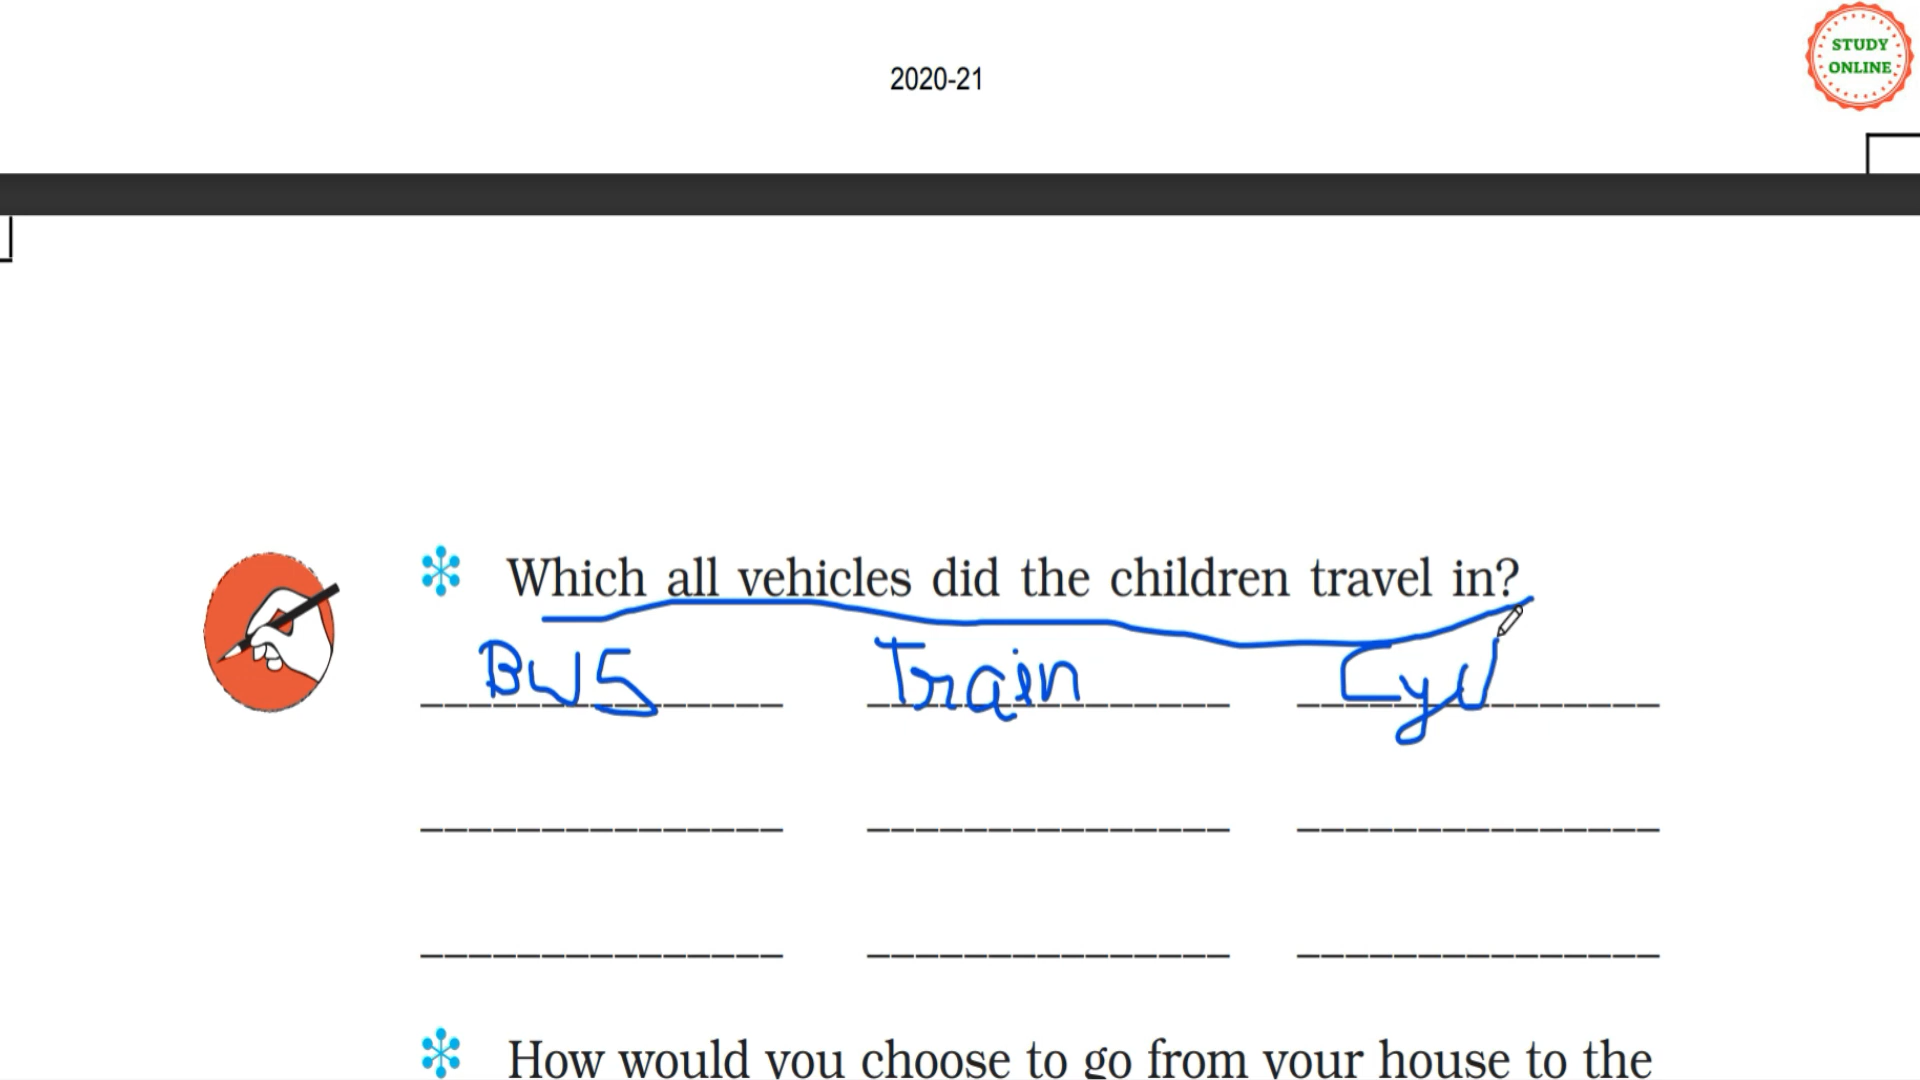 STUDY
ONLINE
2020-21
Which all vehicles did the children travel in?
Bus Train Cycl
How would you choose to go from your house to the